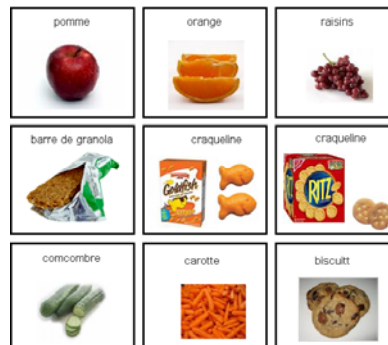 pomme
orange
raisins
barre de granola
craqueline
craqueline
Goldfish
RITZ
comcombre
carotte
biscuitt